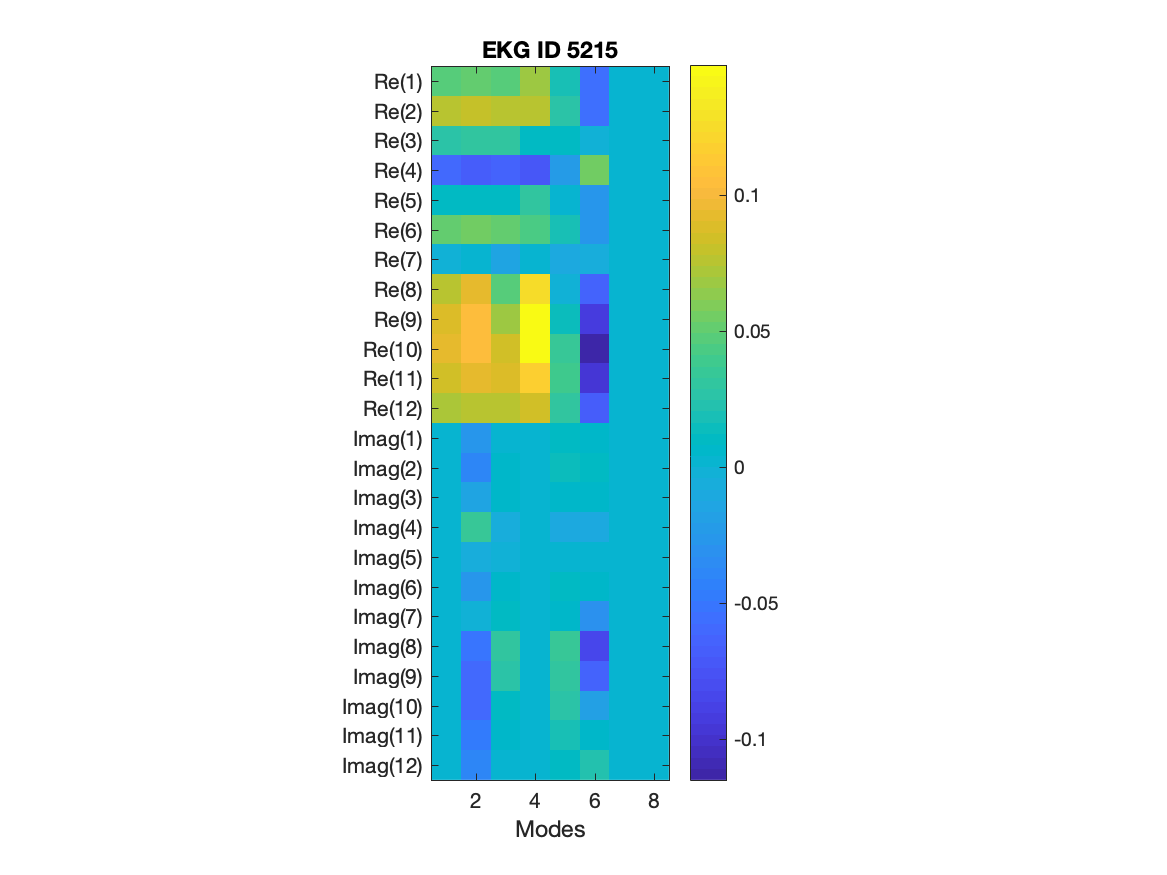 EKG ID 5215
Re(1)
Re(2)
Re(3)
Re(4)
Re(5)
Re(6)
Re(7)
Re(8)
Re(9)
Re(10)
Re(11)
Re(12)
Imag(1)
Imag(2)
Imag(3)
Imag(4)
Imag(5)
Imag(6)
Imag(7)
Imag(8)
Imag(9)
Imag(10)
Imag(11)
Imag(12)
2 4 6 8
Modes
0.1
0.05
0
-0.05
-0.1